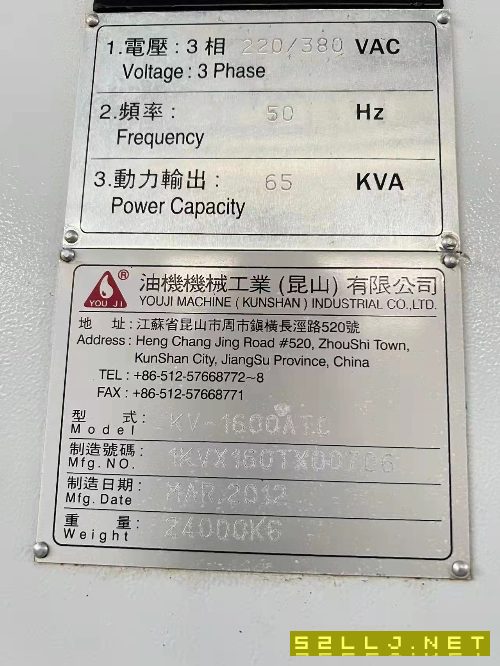 1.電壓:3相 220/380 VAC
Voltage : 3 Phase
2.頻率: 50 Hz
Frequency
3.動力輸出: 65 KVA
Power Capacity
YOU JI ® 油機機械工業(昆山)有限公司
YOUJI MACHINE ( KUNSHAN ) INDUSTRIAL CO.,LTD.
地 址:江蘇省昆山市周市鎮橫長涇路520號
Address : Heng Chang Jing Road #520, ZhouShi Town,
KunShan City, JiangSu Province, China
TEL : +86-512-57668772~8
FAX : +86-512-57668771
型 式: KV-1600ATC
Model
製造號碼:
Mfg. NO.
製造日期: MAR.2012
Mfg. Date
重 量: 24000KG
Weight
52LLJ.NET